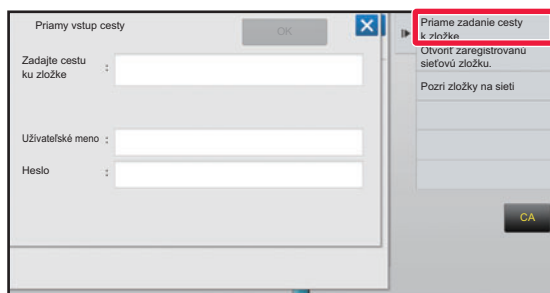 Priamy vstup cesty
OK
Zadajte cestu
ku zložke :
Užívateľské meno :
Heslo :
Priame zadanie cesty
k zložke
Otvoriť zaregistrovanú
sieťovú zložku.
Pozri zložky na sieti
CA